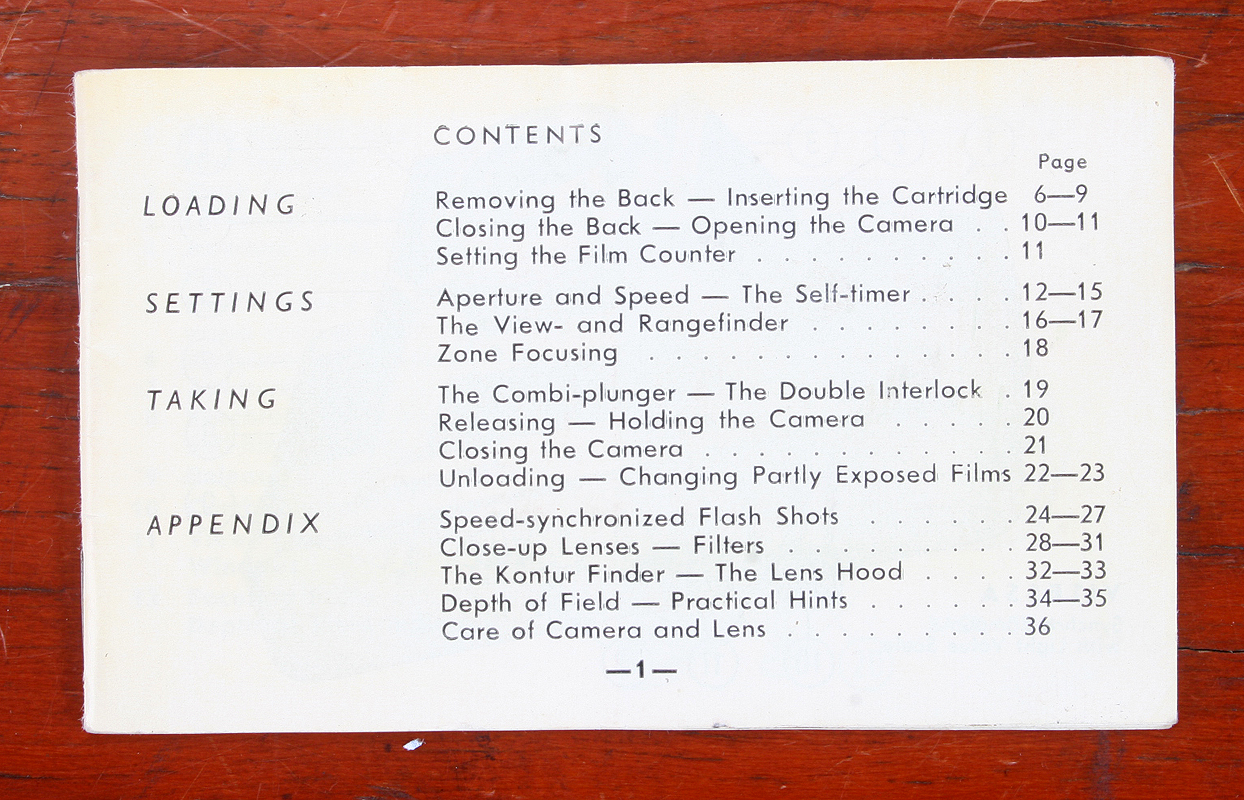 CONTENTS
Page
LOADING Removing the Back — Inserting the Cartridge 6—9
Closing the Back — Opening the Camera . . 10—11
Setting the Film Counter . . . . . . . . . . 11
SETTINGS Aperture and Speed — The Self-timer . . . . 12—15
The View- and Rangefinder . . . . . . . . 16—17
Zone Focusing . . . . . . . . . . . . . . 18
TAKING The Combi-plunger — The Double Interlock . 19
Releasing — Holding the Camera . . . . . 20
Closing the Camera . . . . . . . . . . . . 21
Unloading — Changing Partly Exposed Films 22—23
APPENDIX Speed-synchronized Flash Shots . . . . . . 24—27
Close-up Lenses — Filters . . . . . . . . . 28—31
The Kontur Finder — The Lens Hood . . . . 32—33
Depth of Field — Practical Hints . . . . . . 34—35
Care of Camera and Lens . . . . . . . . . 36
—1—